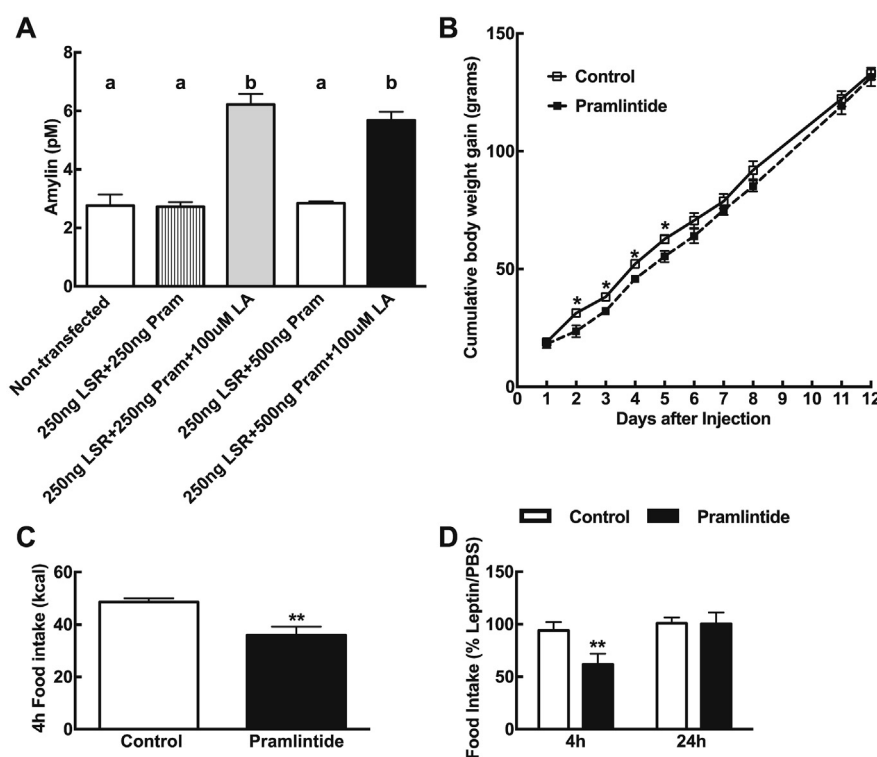 A
Amylin (pM)
8
6
4
2
0
a a b a b
Non-transfected
250ng LSR+250ng Pram
250ng LSR+250ng Pram+100uM LA
250ng LSR+500ng Pram
250ng LSR+500ng Pram+100uM LA
B
Cumulative body weight gain (grams)
150
100
50
0
Control
Pramlintide
* * * *
0 1 2 3 4 5 6 7 8 9 10 11 12
Days after Injection
C
4h Food intake (kcal)
60
40
20
0
**
Control Pramlintide
Control Pramlintide
D
Food Intake (% Leptin/PBS)
150
100
50
0
**
4h 24h